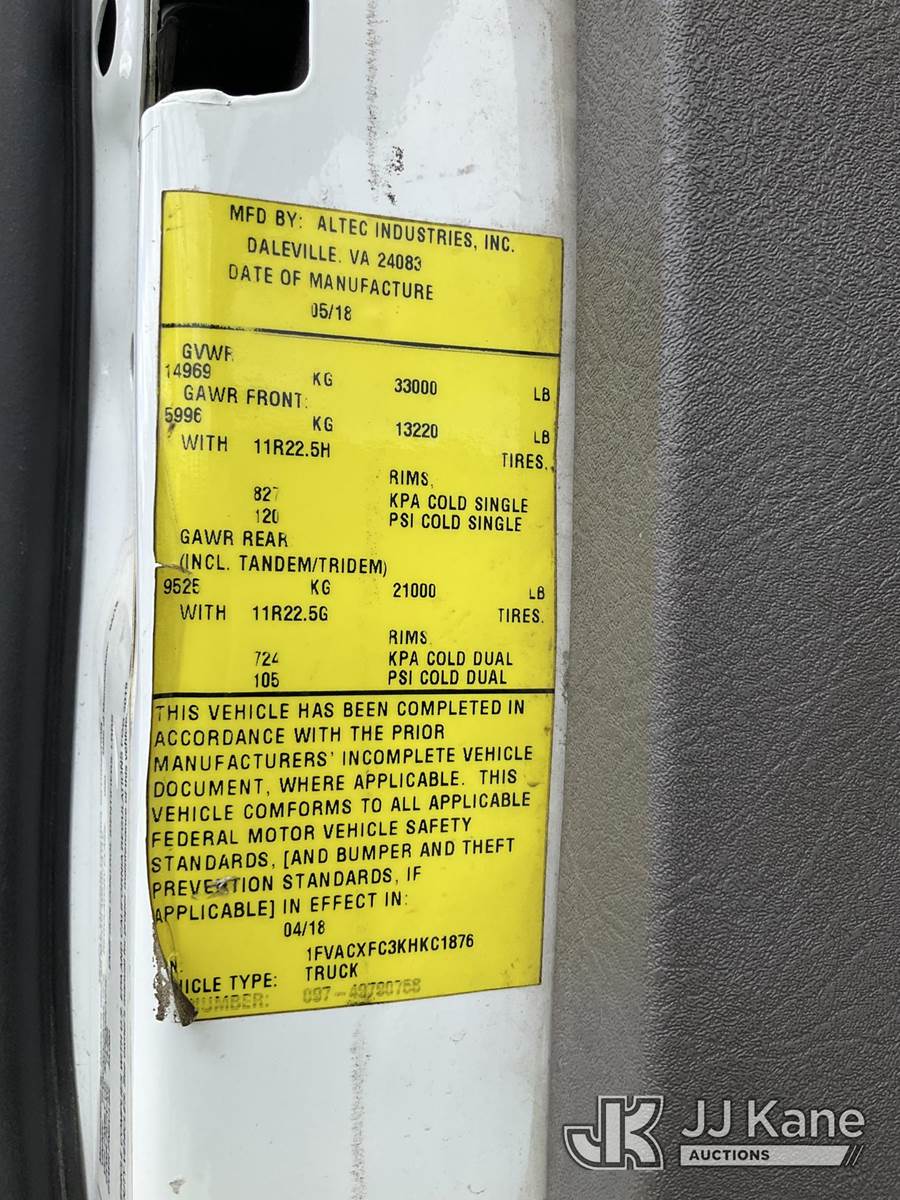 MFD BY: ALTEC INDUSTRIES, INC.
DALEVILLE, VA 24083
DATE OF MANUFACTURE
05/18
GVWR
14969 KG 33000 LB
GAWR FRONT:
5996 KG 13220 LB
WITH 11R22.5H TIRES,
RIMS,
827 KPA COLD SINGLE
120 PSI COLD SINGLE
GAWR REAR
(INCL. TANDEM/TRIDEM)
9525 KG 21000 LB
WITH 11R22.5G TIRES.
RIMS.
724 KPA COLD DUAL
105 PSI COLD DUAL
THIS VEHICLE HAS BEEN COMPLETED IN
ACCORDANCE WITH THE PRIOR
MANUFACTURERS' INCOMPLETE VEHICLE
DOCUMENT, WHERE APPLICABLE. THIS
VEHICLE COMFORMS TO ALL APPLICABLE
FEDERAL MOTOR VEHICLE SAFETY
STANDARDS, [AND BUMPER AND THEFT
PREVENTION STANDARDS, IF
APPLICABLE] IN EFFECT IN:
04/18
1FVACXFC3KHKC1876
TYPE: TRUCK
NUMBER:
JK JJ Kane
AUCTIONS